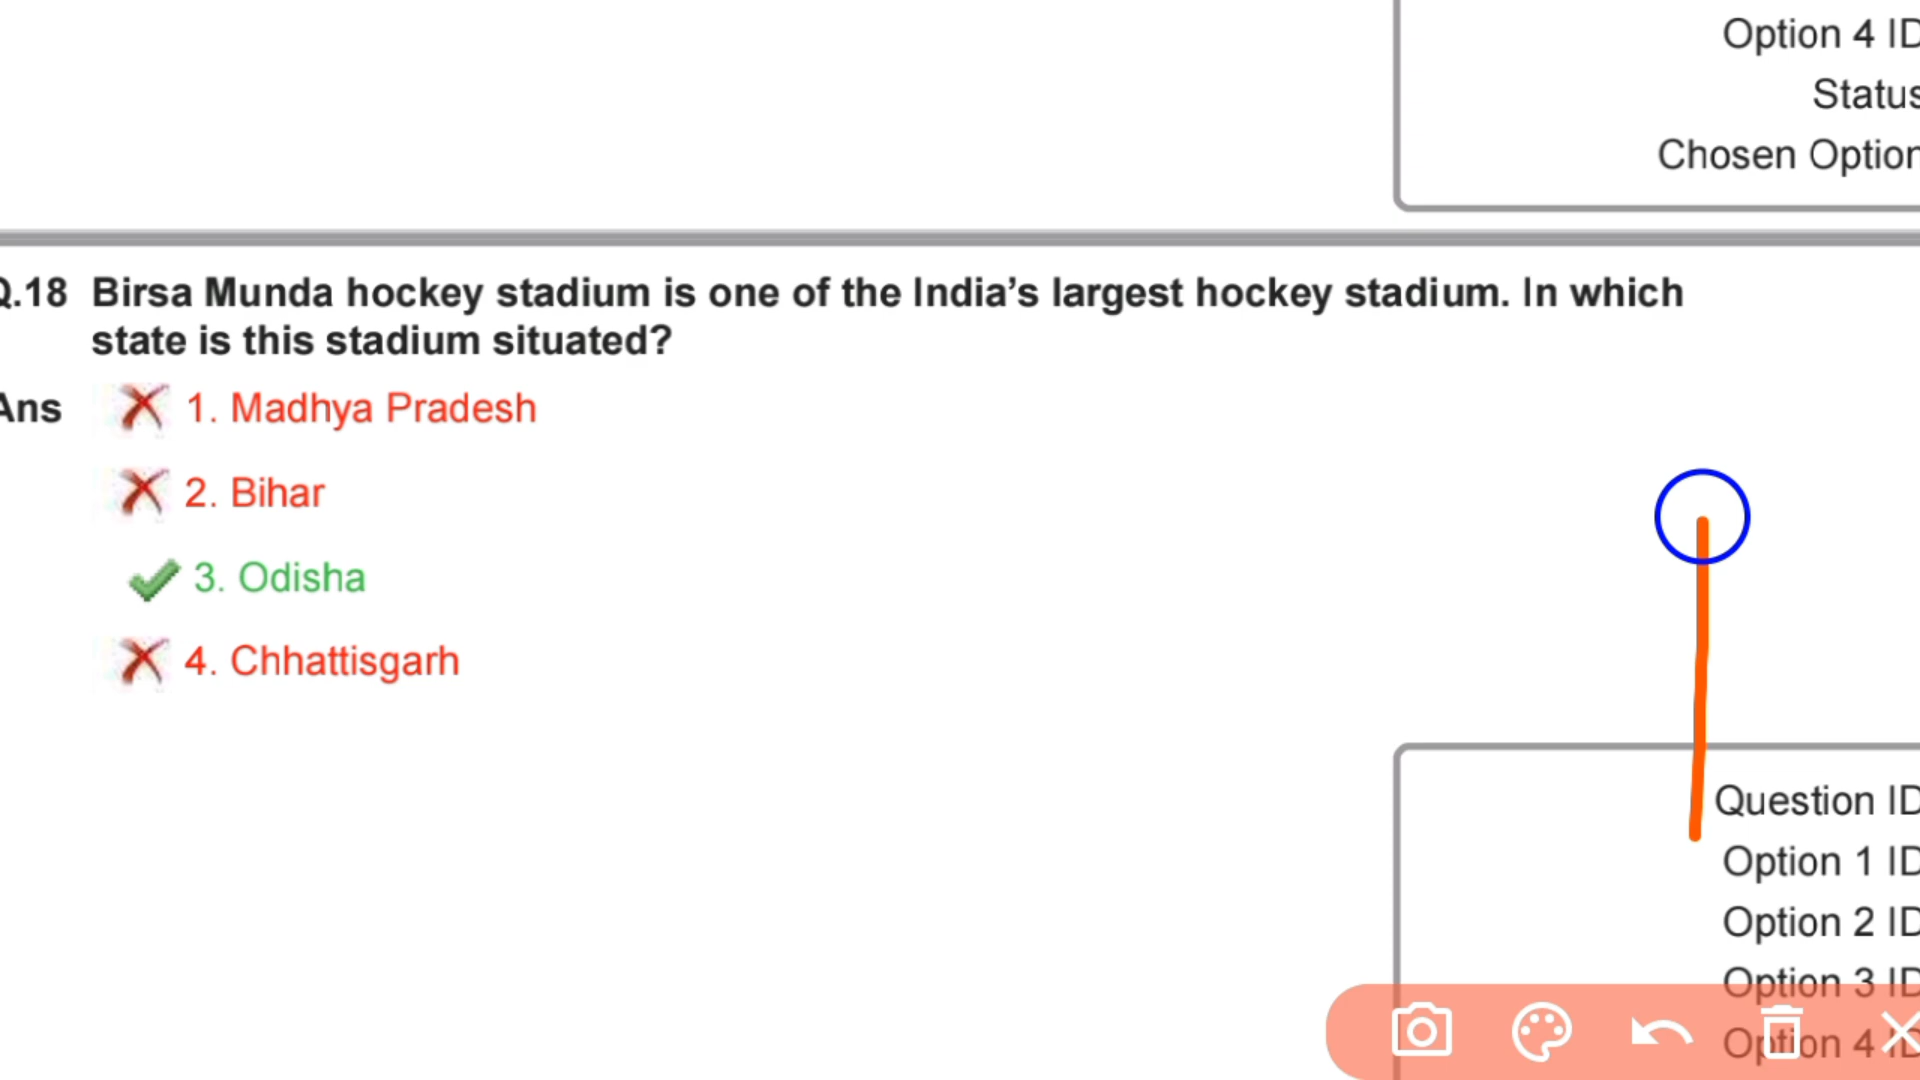 Option 4 ID
Status
Chosen Option
Q.18 Birsa Munda hockey stadium is one of the India's largest hockey stadium. In which
state is this stadium situated?
Ans 1. Madhya Pradesh
2. Bihar
3. Odisha
4. Chhattisgarh
Question ID
Option 1 ID
Option 2 ID
Option 3 ID
Option 4 ID